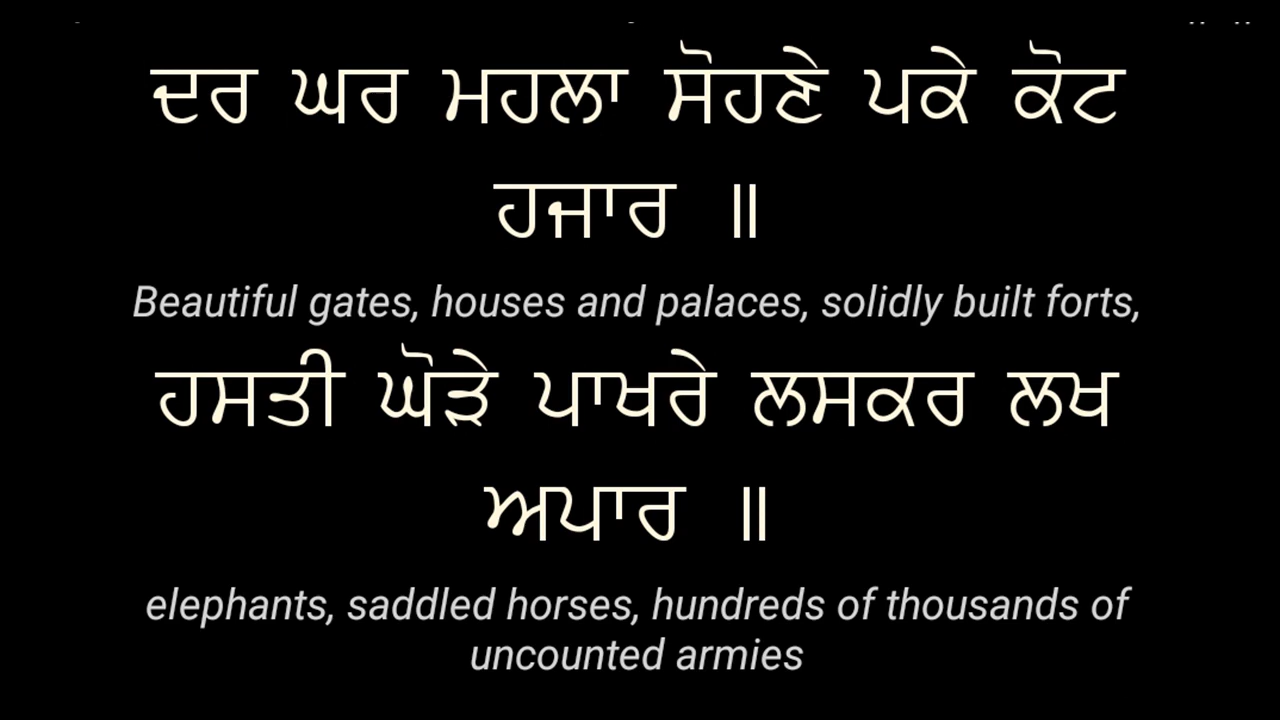 ਦਰ ਘਰ ਮਹਲਾ ਸੋਹਣੇ ਪਕੇ ਕੋਟ
ਹਜਾਰ ॥
Beautiful gates, houses and palaces, solidly built forts,
ਹਸਤੀ ਘੋੜੇ ਪਾਖਰੇ ਲਸਕਰ ਲਖ
ਅਪਾਰ ॥
elephants, saddled horses, hundreds of thousands of
uncounted armies